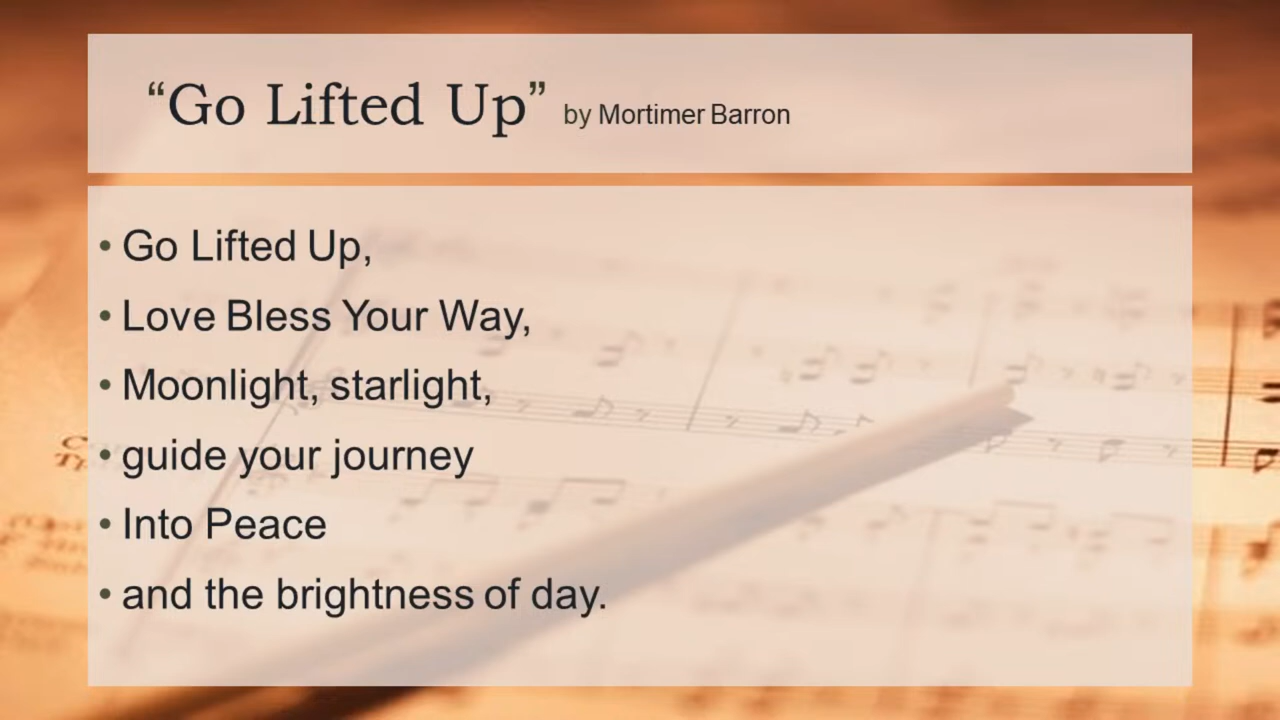 “Go Lifted Up” by Mortimer Barron
• Go Lifted Up,
• Love Bless Your Way,
• Moonlight, starlight,
• guide your journey
• Into Peace
• and the brightness of day.